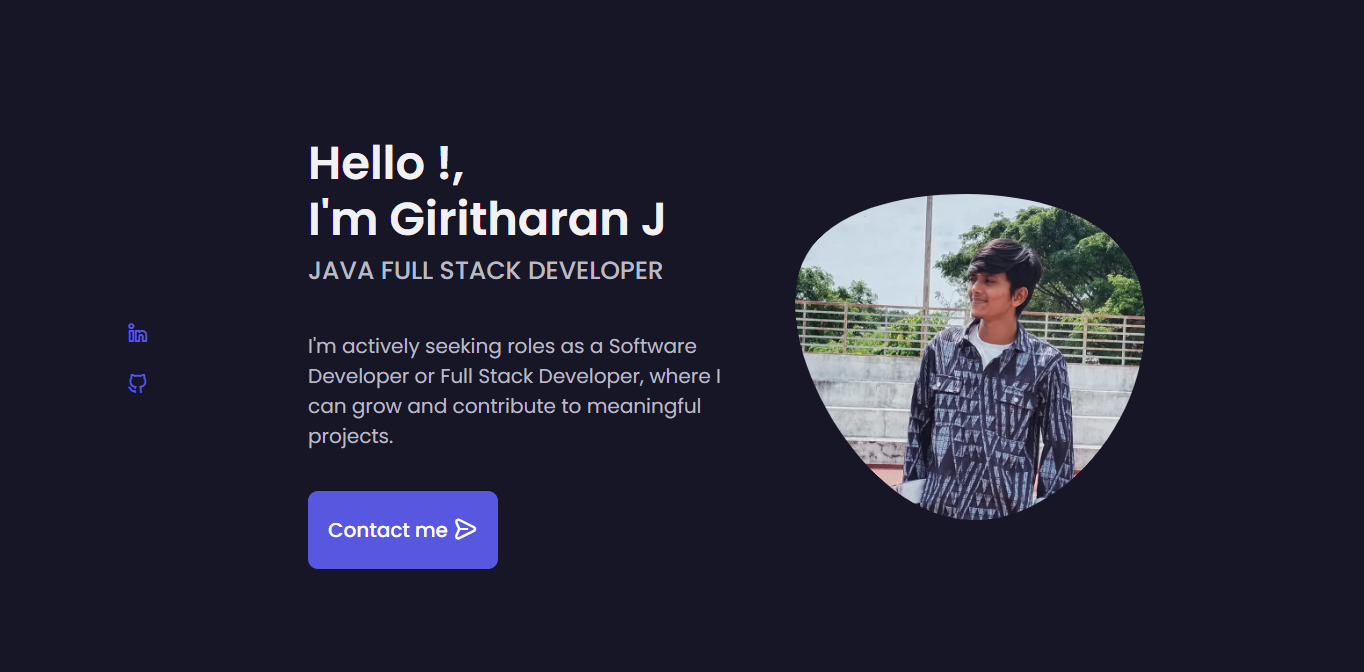 Hello !,
I'm Giritharan J
JAVA FULL STACK DEVELOPER
I'm actively seeking roles as a Software
Developer or Full Stack Developer, where I
can grow and contribute to meaningful
projects.
Contact me